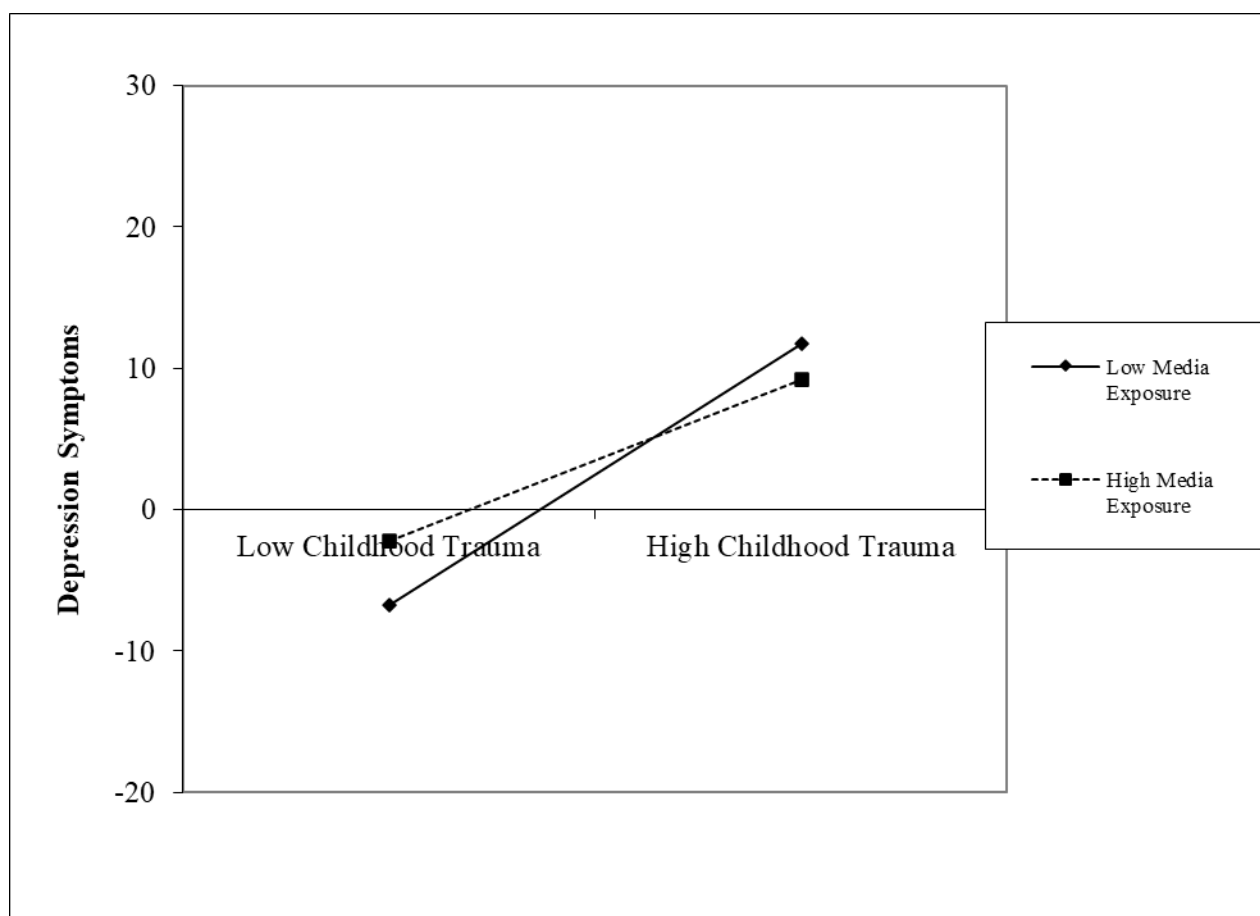 30
20
10
0
-10
-20
Depression Symptoms
Low Childhood Trauma
High Childhood Trauma
Low Media
Exposure
High Media
Exposure